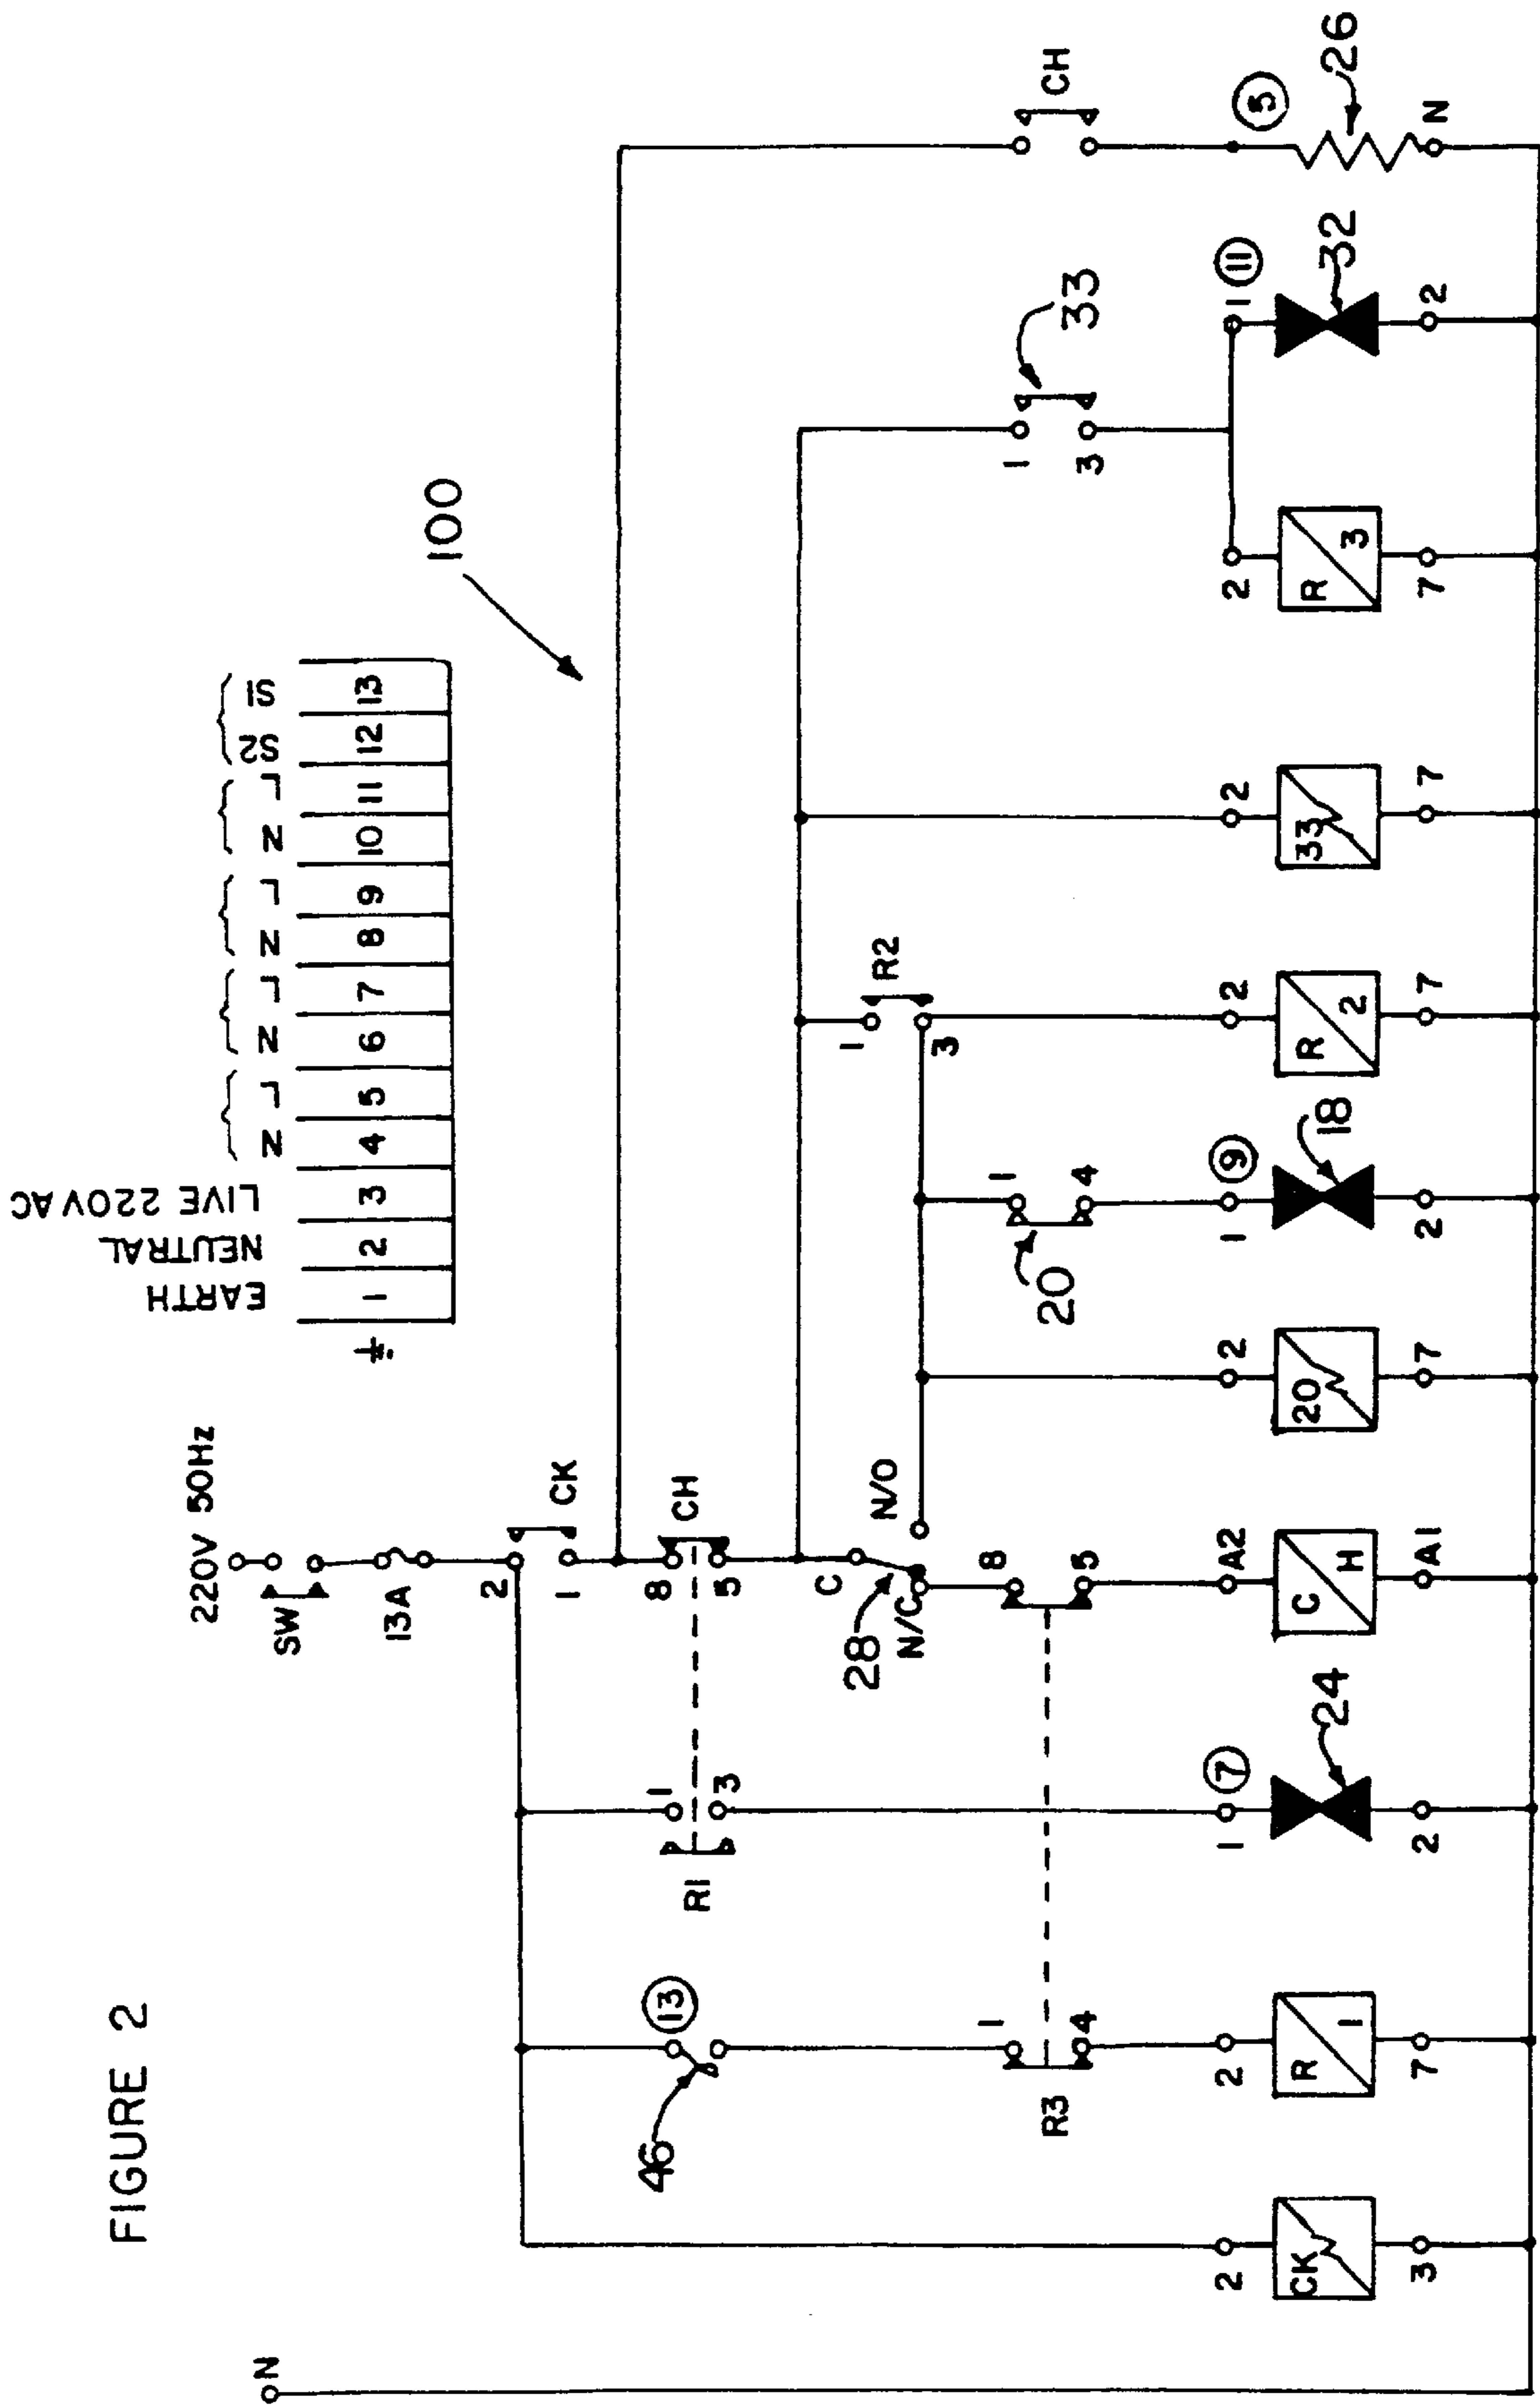 FIGURE 2
N
220V 50Hz
SW
13A
2
CK
1
EARTH NEUTRAL LIVE 220VAC N L N L N L N L S2 S1
1 2 3 4 5 6 7 8 9 10 11 12 13
100
46
13
R1
1
3
8
CH
5
C
28
N/C
N/O
1
R2
3
R3
1
4
8
5
20
1
4
1
33
3
CH
2
CK
3
2
R 1
7
7
1
24
2
A2
C H
A1
2
20
7
9
1
18
2
2
R 2
7
2
33
7
2
R 3
7
1
11
32
2
5
26
N